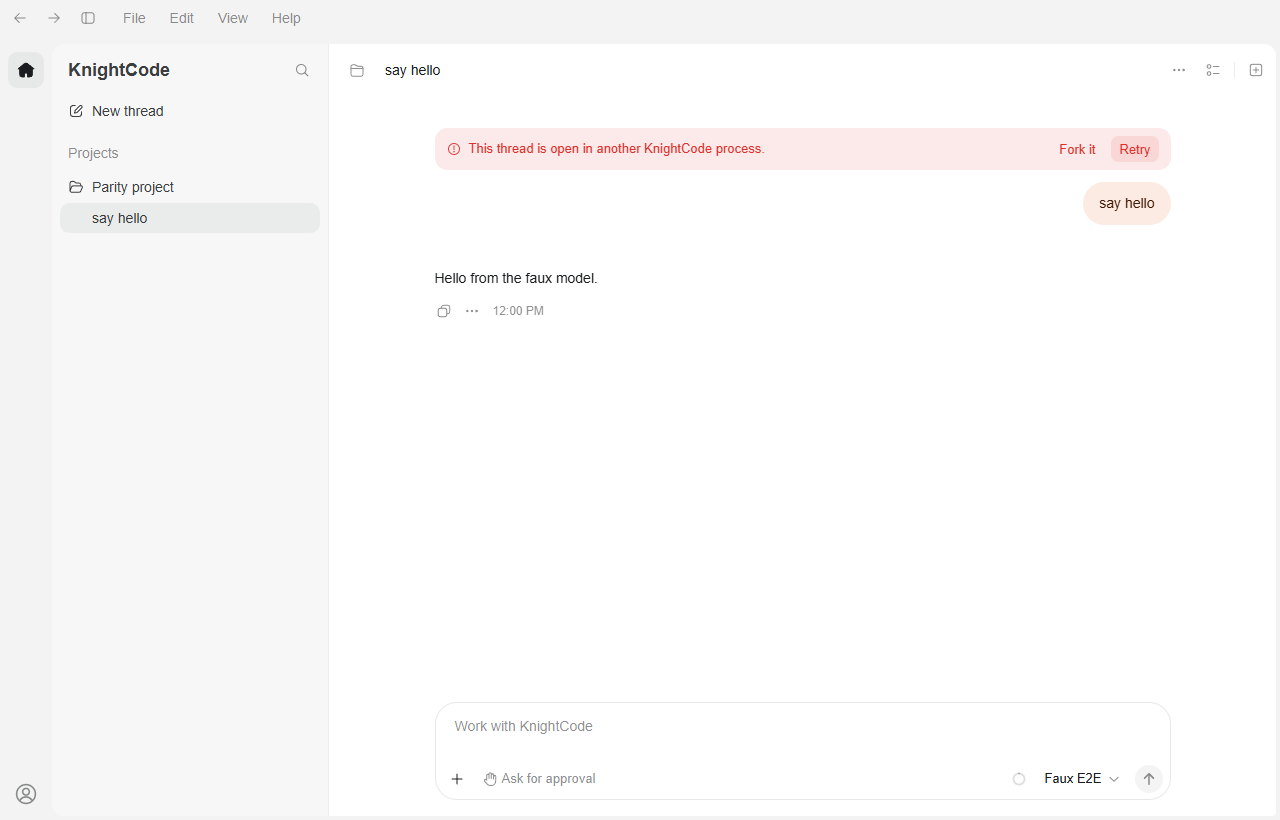 File Edit View Help
KnightCode
New thread
Projects
Parity project
say hello
say hello
This thread is open in another KnightCode process. Fork it Retry
say hello
Hello from the faux model.
12:00 PM
Work with KnightCode
Ask for approval Faux E2E